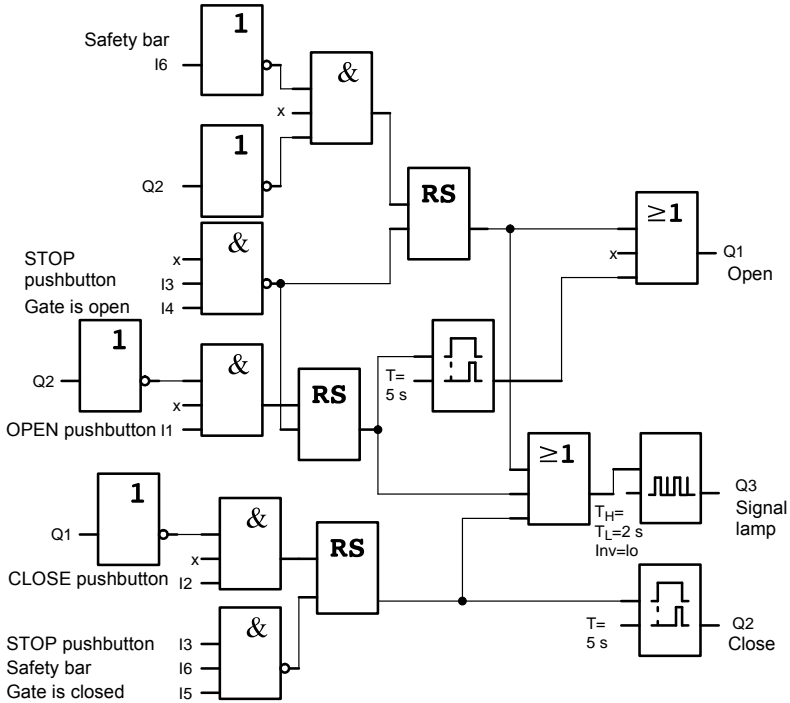 1
Safety bar
I6
&
x
1
Q2
RS
&
STOP
pushbutton
x
I3
Gate is open
I4
≥1
x
Q1
Open
1
Q2
&
x
OPEN pushbutton I1
RS
T=
5 s
≥1
Q3
Signal
lamp
TH=
TL=2 s
Inv=lo
1
Q1
&
x
CLOSE pushbutton I2
RS
&
STOP pushbutton I3
Safety bar I6
Gate is closed I5
T=
5 s
Q2
Close